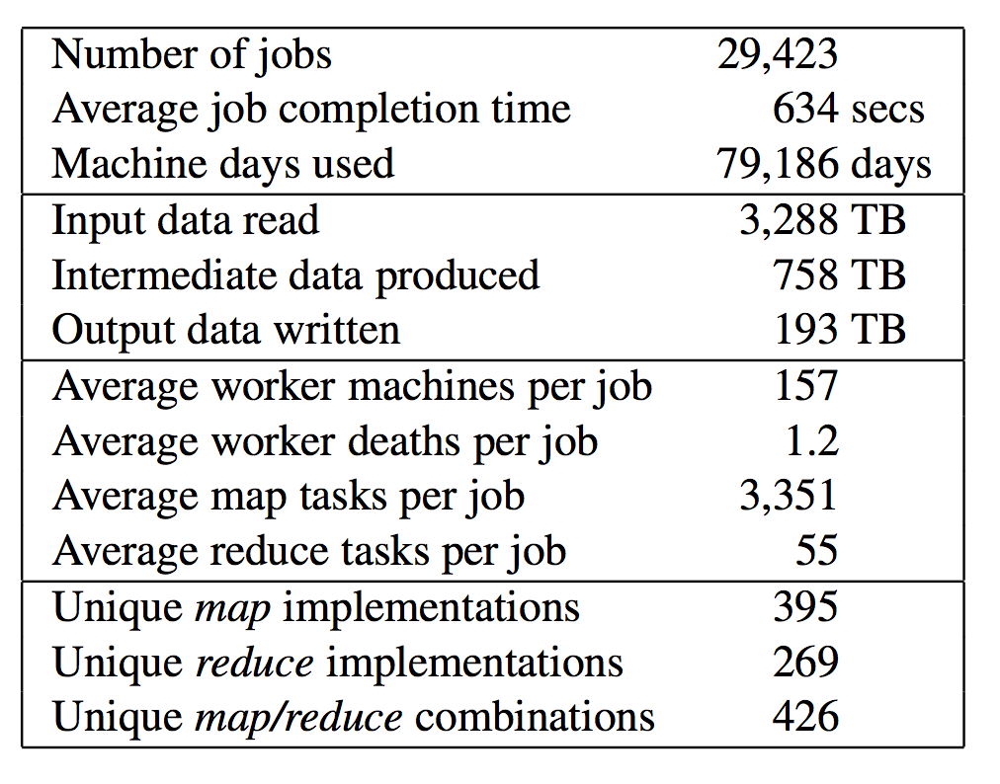 Number of jobs 29,423
Average job completion time 634 secs
Machine days used 79,186 days
Input data read 3,288 TB
Intermediate data produced 758 TB
Output data written 193 TB
Average worker machines per job 157
Average worker deaths per job 1.2
Average map tasks per job 3,351
Average reduce tasks per job 55
Unique map implementations 395
Unique reduce implementations 269
Unique map/reduce combinations 426